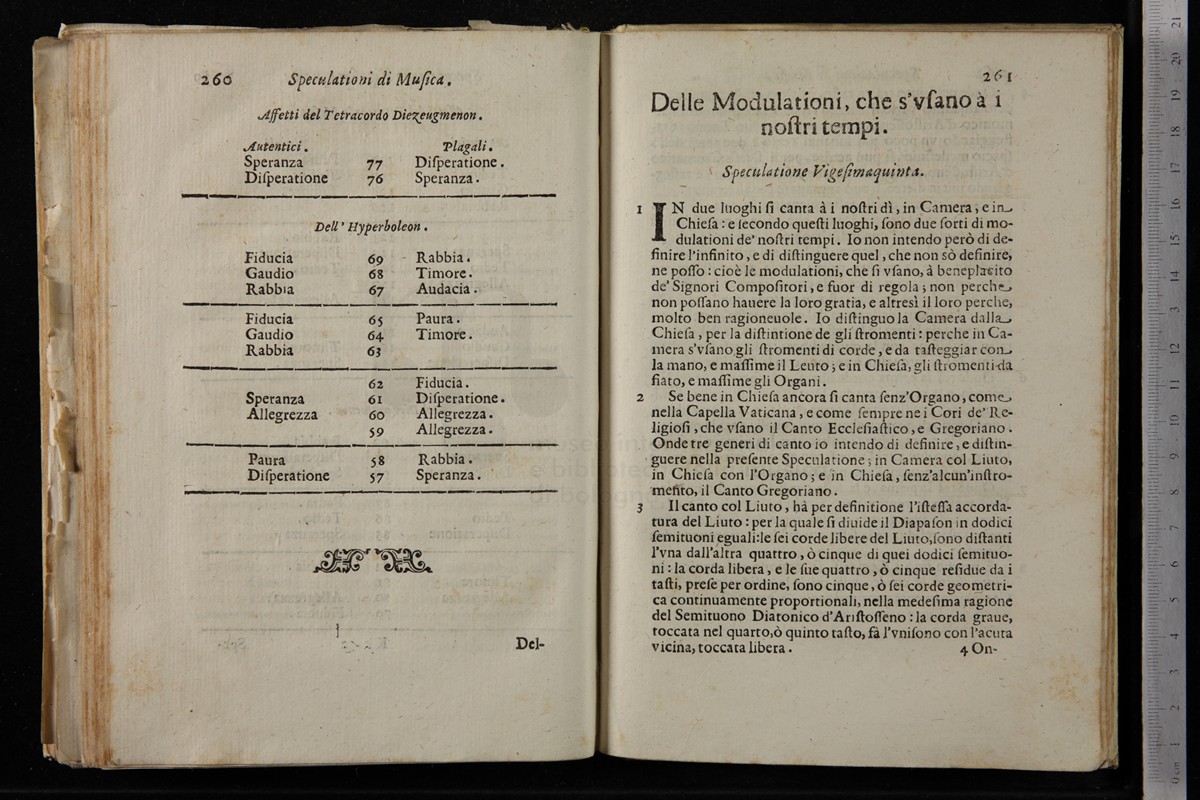 260 Speculationi di Muſica.
Affetti del Tetracordo Diezeugmenon.
Autentici. Plagali.
Speranza 77 Diſperatione.
Diſperatione 76 Speranza.
Dell' Hyperboleon.
Fiducia 69 Rabbia.
Gaudio 68 Timore.
Rabbia 67 Audacia.
Fiducia 65 Paura.
Gaudio 64 Timore.
Rabbia 63
62 Fiducia.
Speranza 61 Diſperatione.
Allegrezza 60 Allegrezza.
59 Allegrezza.
Paura 58 Rabbia.
Diſperatione 57 Speranza.
Del-
261
Delle Modulationi, che s'vſano à i
noſtri tempi.
Speculatione Vigeſimaquinta.
1 IN due luoghi ſi canta à i noſtri dì, in Camera, e in
Chieſa: e ſecondo queſti luoghi, ſono due ſorti di mo-
dulationi de' noſtri tempi. Io non intendo però di de-
finire l'infinito, e di diſtinguere quel, che non sò definire,
ne poſſo: cioè le modulationi, che ſi vſano, à beneplacito
de' Signori Compoſitori, e fuor di regola; non perche
non poſſano hauere la loro gratia, e altresì il loro perche,
molto ben ragioneuole. Io diſtinguo la Camera dalla
Chieſa, per la diſtintione de gli ſtromenti: perche in Ca-
mera s'vſano gli ſtromenti di corde, e da taſteggiar con
la mano, e maſſime il Leuto; e in Chieſa, gli ſtromenti da
fiato, e maſſime gli Organi.
2 Se bene in Chieſa ancora ſi canta ſenz'Organo, come
nella Capella Vaticana, e come ſempre ne i Cori de' Re-
ligioſi, che vſano il Canto Eccleſiaſtico, e Gregoriano.
Onde tre generi di canto io intendo di definire, e diſtin-
guere nella preſente Speculatione; in Camera col Liuto,
in Chieſa con l'Organo; e in Chieſa, ſenz'alcun'inſtro-
mento, il Canto Gregoriano.
3 Il canto col Liuto, hà per definitione l'iſteſſa accorda-
tura del Liuto: per la quale ſi diuide il Diapaſon in dodici
ſemituoni eguali: le ſei corde libere del Liuto, ſono diſtanti
l'vna dall'altra quattro, ò cinque di quei dodici ſemituo-
ni: la corda libera, e le ſue quattro, ò cinque reſidue da i
taſti, preſe per ordine, ſono cinque, ò ſei corde geometri-
ca continuamente proportionali, nella medeſima ragione
del Semituono Diatonico d'Ariſtoſſeno: la corda graue,
toccata nel quarto, ò quinto taſto, fà l'vniſono con l'acuta
vicina, toccata libera. 4 On-